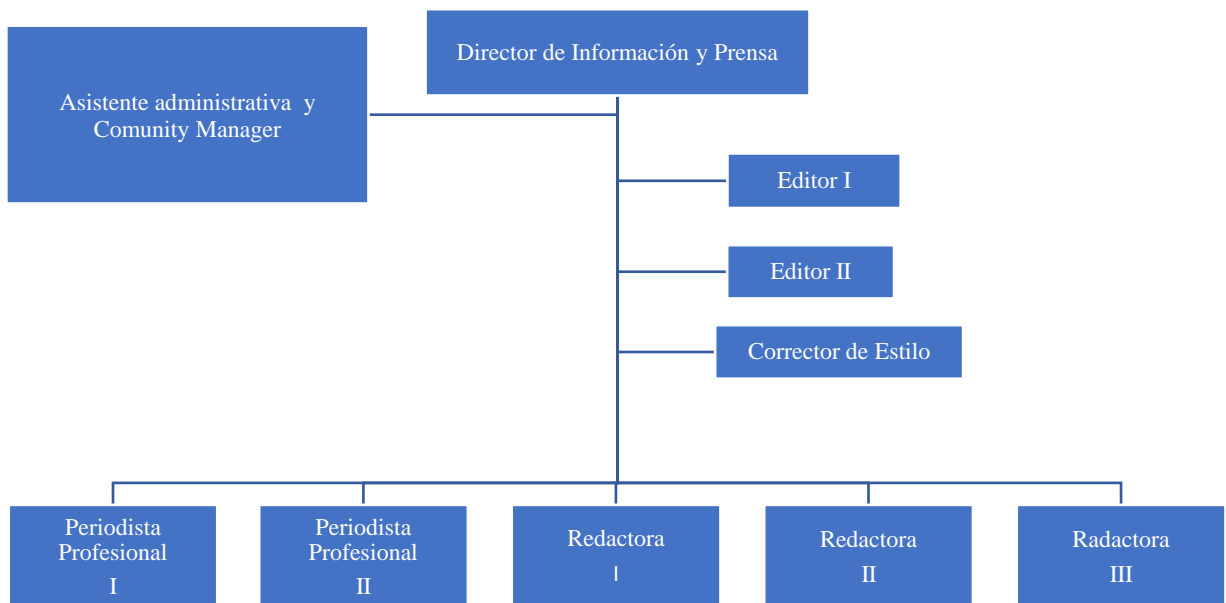 Director de Información y Prensa
Asistente administrativa y
Comunity Manager
Editor I
Editor II
Corrector de Estilo
Periodista
Profesional
I
Periodista
Profesional
II
Redactora
I
Redactora
II
Radactora
III